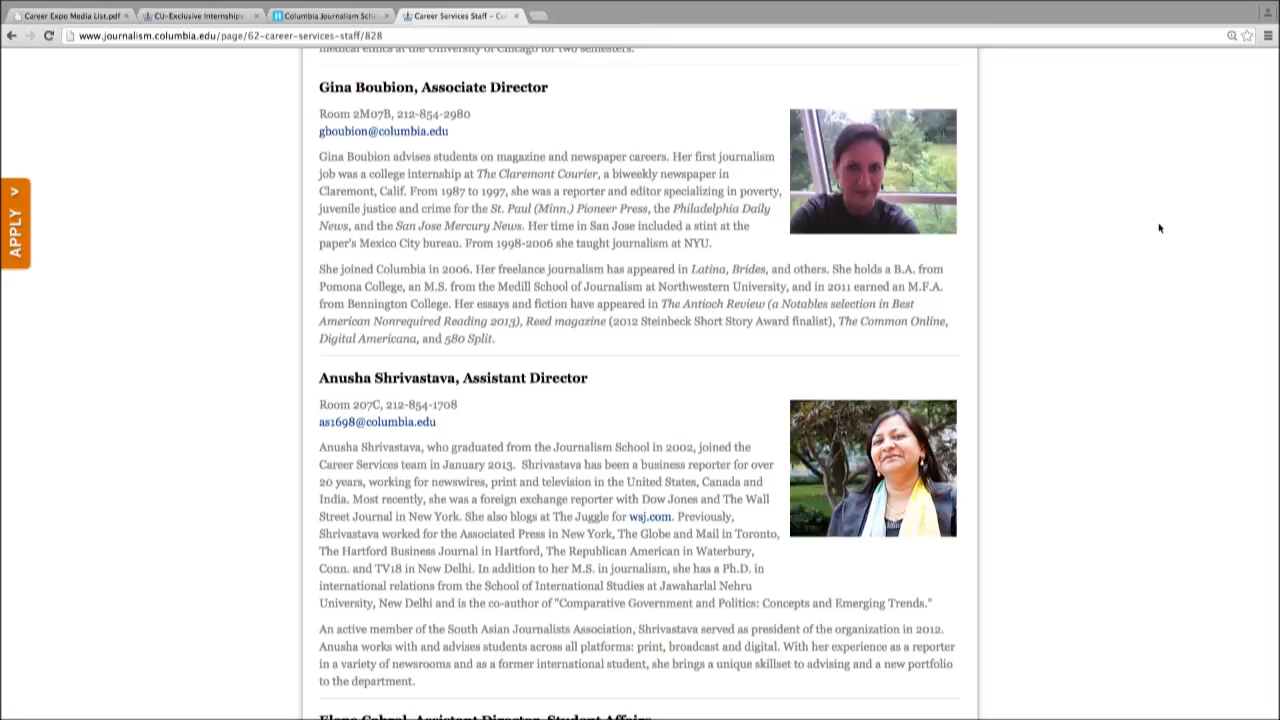 Career Expo Media List.pdf
CU-Exclusive Internships
Columbia Journalism Sch
Career Services Staff – Col
www.journalism.columbia.edu/page/62-career-services-staff/828
medical ethics at the University of Chicago for two semesters.
Gina Boubion, Associate Director
Room 2M07B, 212-854-2980
gboubion@columbia.edu
Gina Boubion advises students on magazine and newspaper careers. Her first journalism
job was a college internship at The Claremont Courier, a biweekly newspaper in
Claremont, Calif. From 1987 to 1997, she was a reporter and editor specializing in poverty,
juvenile justice and crime for the St. Paul (Minn.) Pioneer Press, the Philadelphia Daily
News, and the San Jose Mercury News. Her time in San Jose included a stint at the
paper's Mexico City bureau. From 1998-2006 she taught journalism at NYU.
APPLY >
She joined Columbia in 2006. Her freelance journalism has appeared in Latina, Brides, and others. She holds a B.A. from
Pomona College, an M.S. from the Medill School of Journalism at Northwestern University, and in 2011 earned an M.F.A.
from Bennington College. Her essays and fiction have appeared in The Antioch Review (a Notables selection in Best
American Nonrequired Reading 2013), Reed magazine (2012 Steinbeck Short Story Award finalist), The Common Online,
Digital Americana, and 580 Split.
Anusha Shrivastava, Assistant Director
Room 207C, 212-854-1708
as1698@columbia.edu
Anusha Shrivastava, who graduated from the Journalism School in 2002, joined the
Career Services team in January 2013. Shrivastava has been a business reporter for over
20 years, working for newswires, print and television in the United States, Canada and
India. Most recently, she was a foreign exchange reporter with Dow Jones and The Wall
Street Journal in New York. She also blogs at The Juggle for wsj.com. Previously,
Shrivastava worked for the Associated Press in New York, The Globe and Mail in Toronto,
The Hartford Business Journal in Hartford, The Republican American in Waterbury,
Conn. and TV18 in New Delhi. In addition to her M.S. in journalism, she has a Ph.D. in
international relations from the School of International Studies at Jawaharlal Nehru
University, New Delhi and is the co-author of "Comparative Government and Politics: Concepts and Emerging Trends."
An active member of the South Asian Journalists Association, Shrivastava served as president of the organization in 2012.
Anusha works with and advises students across all platforms: print, broadcast and digital. With her experience as a reporter
in a variety of newsrooms and as a former international student, she brings a unique skillset to advising and a new portfolio
to the department.
Elena Cabral, Assistant Director, Student Affairs